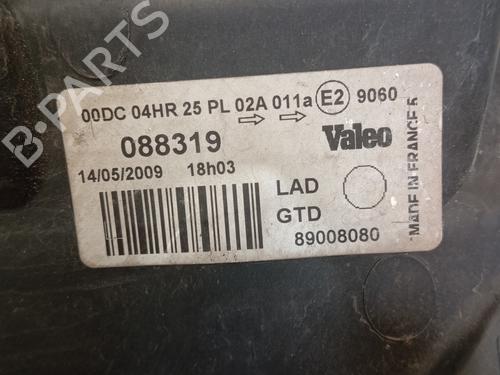 00DC 04HR 25 PL 02A 011a E2 9060
088319
Valeo
14/05/2009 18h03
LAD
GTD
89008080
MADE IN FRANCE 5
B-PARTS